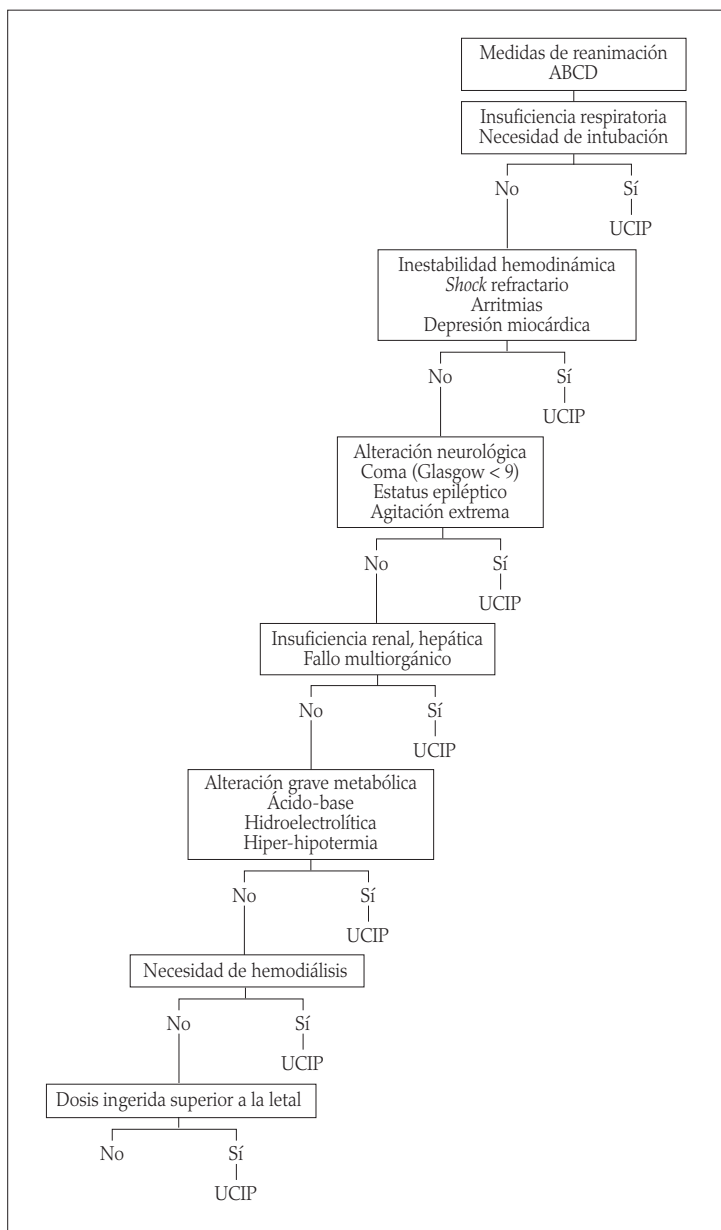 Medidas de reanimación
ABCD
Insuficiencia respiratoria
Necesidad de intubación
No
Sí
UCIP
Inestabilidad hemodinámica
Shock refractario
Arritmias
Depresión miocárdica
No
Sí
UCIP
Alteración neurológica
Coma (Glasgow < 9)
Estatus epiléptico
Agitación extrema
No
Sí
UCIP
Insuficiencia renal, hepática
Fallo multiorgánico
No
Sí
UCIP
Alteración grave metabólica
Ácido-base
Hidroelectrolítica
Hiper-hipotermia
No
Sí
UCIP
Necesidad de hemodiálisis
No
Sí
UCIP
Dosis ingerida superior a la letal
No
Sí
UCIP